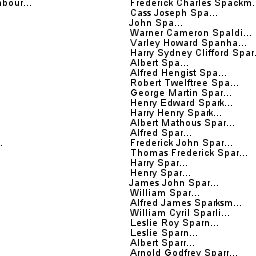 abour...
Frederick Charles Spackm.
Cass Joseph Spa...
John Spa...
Warner Cameron Spaldi...
Varley Howard Spanha...
Harry Sydney Clifford Spar.
Albert Spa...
Alfred Hengist Spa...
Robert Twelftree Spa...
George Martin Spar...
Henry Edward Spark...
Harry Henry Spark...
Albert Mathous Spar...
Alfred Spar...
.
Frederick John Spar...
Thomas Frederick Spar...
Harry Spar...
Henry Spar...
James John Spar...
William Spar...
Alfred James Sparksm...
William Cyril Sparli...
Leslie Roy Sparn...
Leslie Sparn...
Albert Sparr...
Arnold Godfrey Sparr...